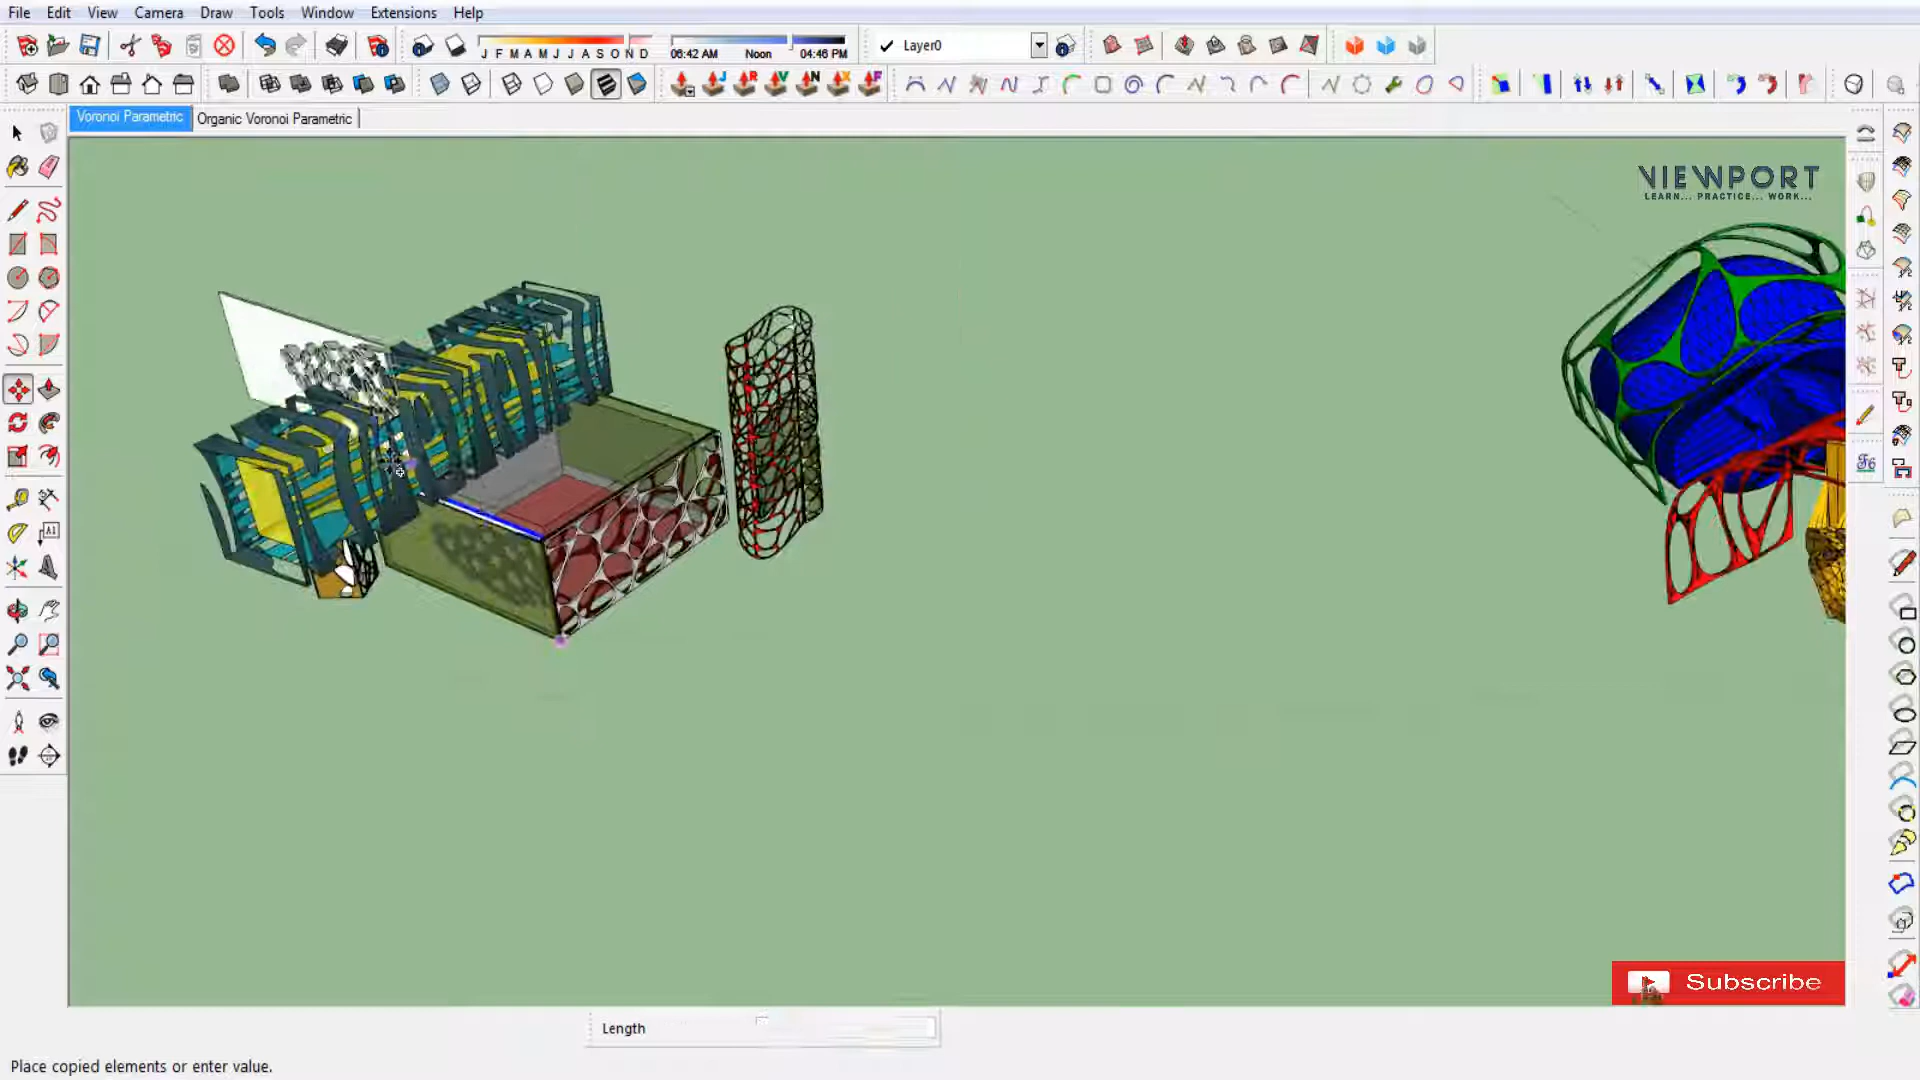 File Edit View Camera Draw Tools Window Extensions Help
J F M A M J J A S O N D
06:42 AM Noon 04:46 PM
Layer0
J R V N X F
Voronoi Parametric
Organic Voronoi Parametric
VIEWPORT
LEARN... PRACTICE... WORK...
A1
Subscribe
Length
Place copied elements or enter value.